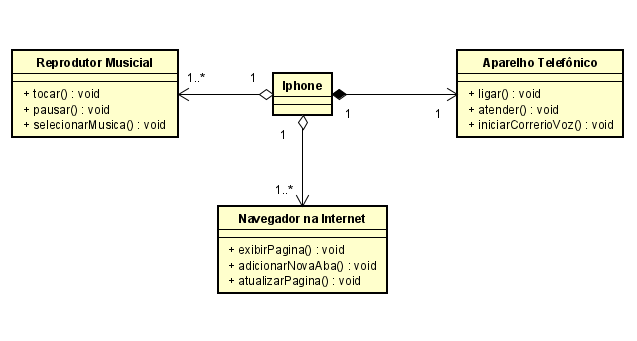 Reprodutor Musicial
+ tocar() : void
+ pausar() : void
+ selecionarMusica() : void
1..*
1
Iphone
1
1
Aparelho Telefônico
+ ligar() : void
+ atender() : void
+ iniciarCorrerioVoz() : void
1
1..*
Navegador na Internet
+ exibirPagina() : void
+ adicionarNovaAba() : void
+ atualizarPagina() : void